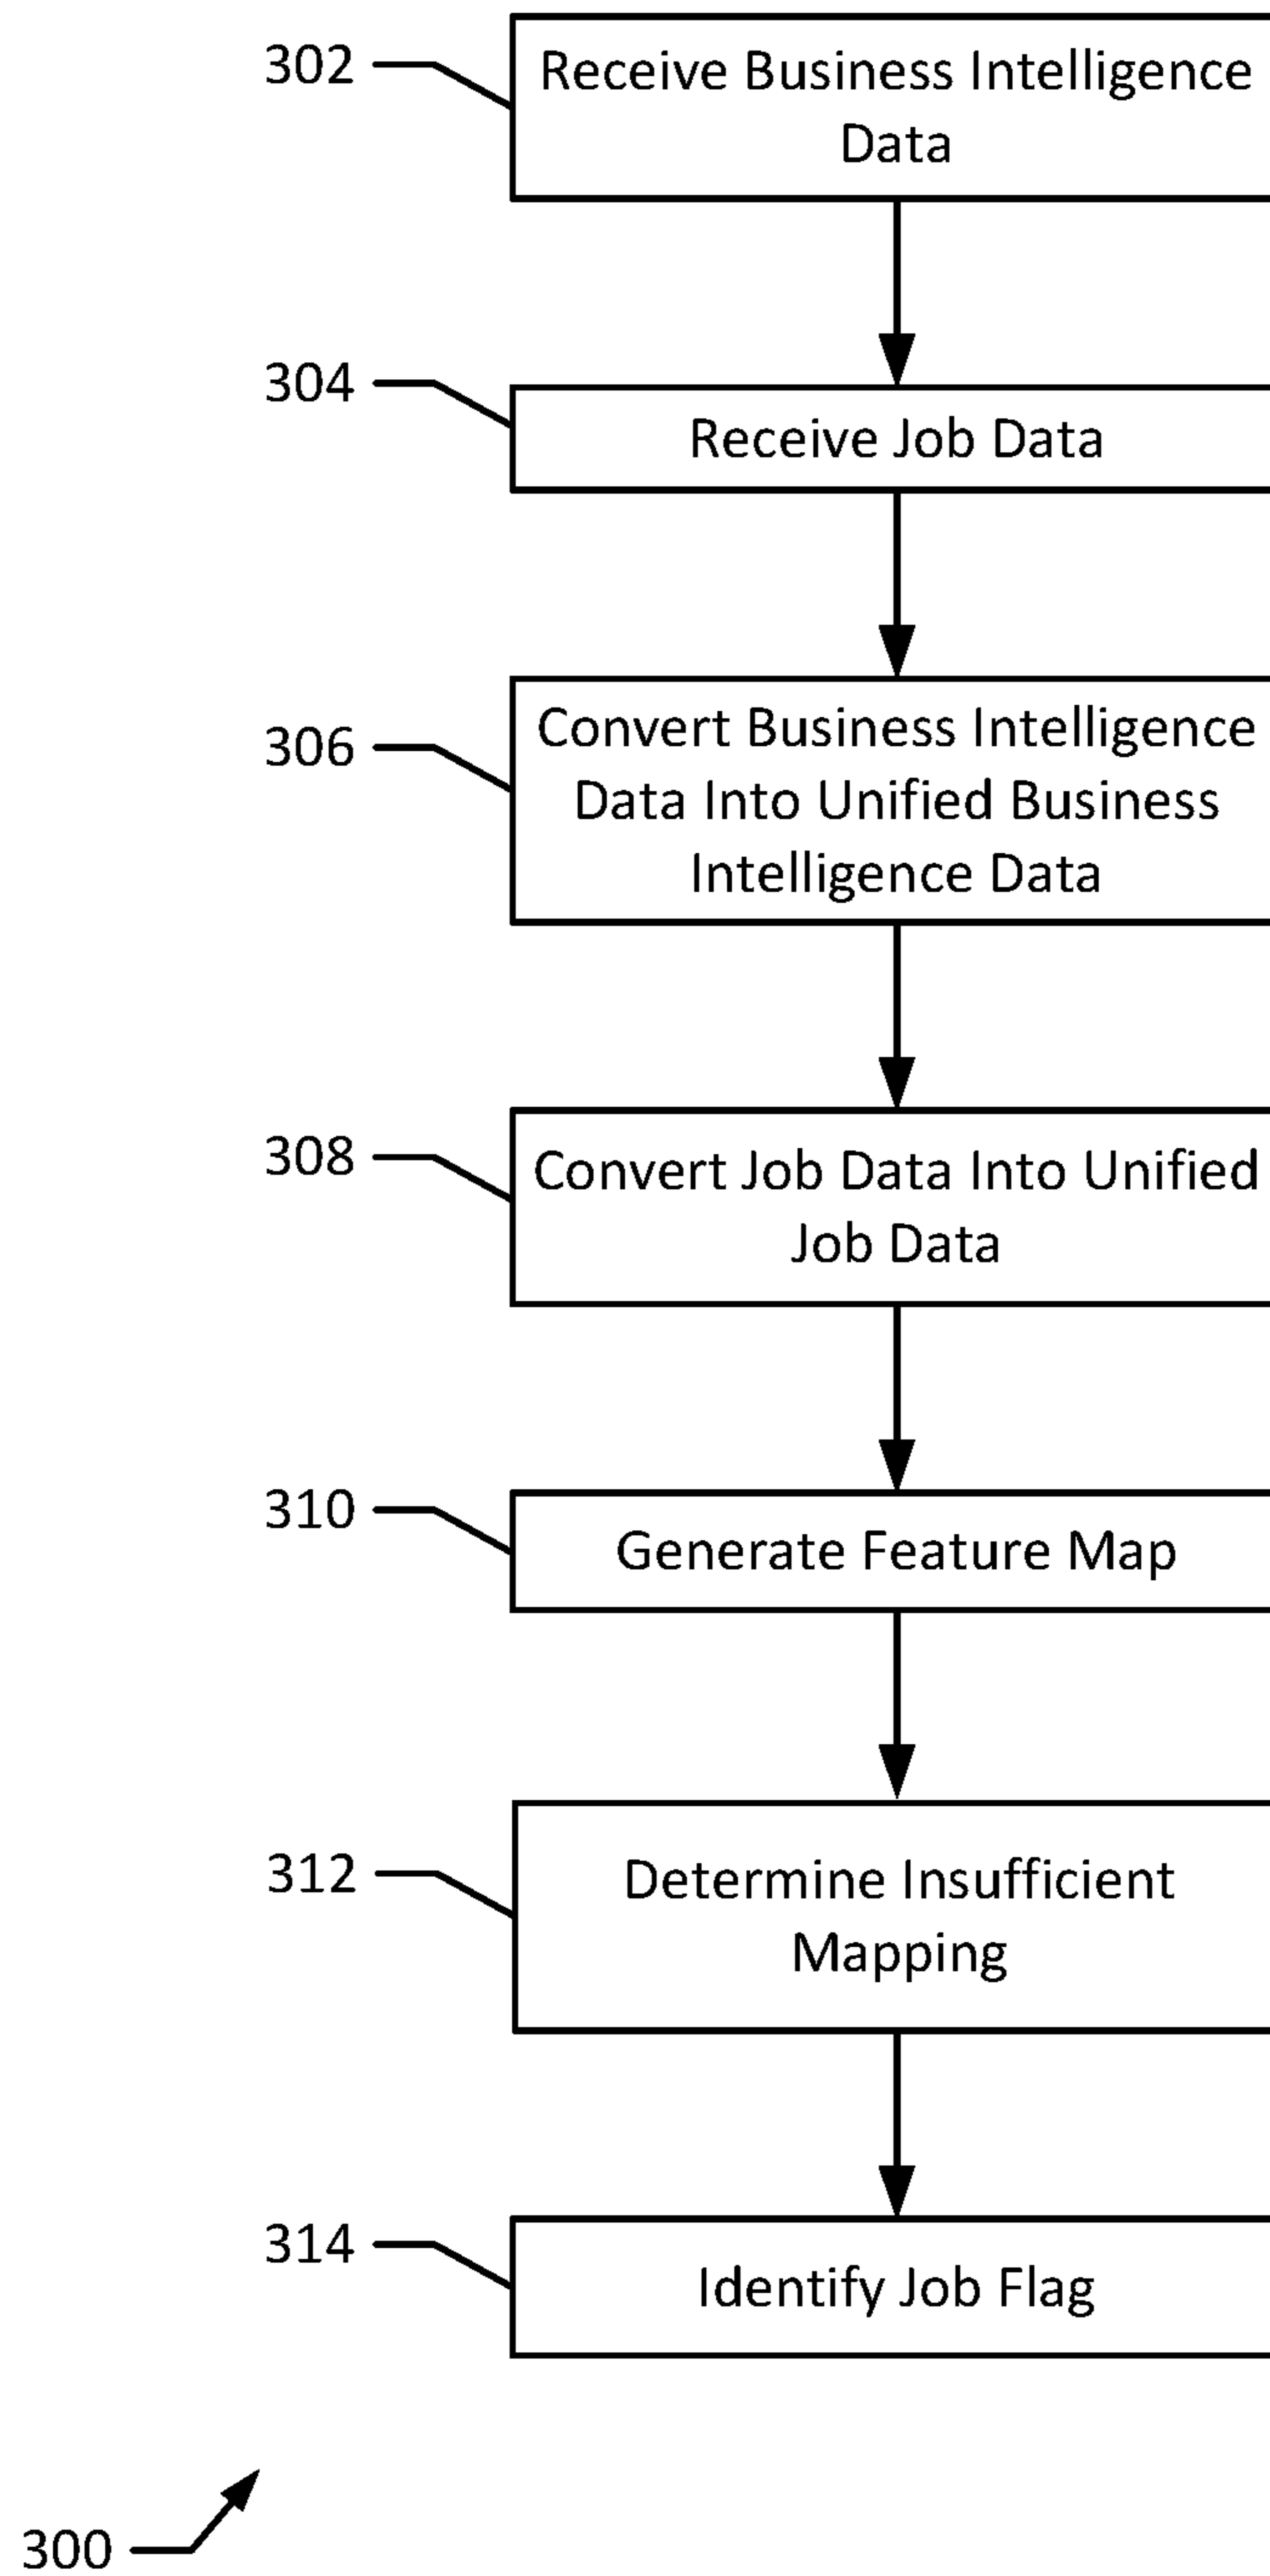 302
Receive Business Intelligence
Data
304
Receive Job Data
306
Convert Business Intelligence
Data Into Unified Business
Intelligence Data
308
Convert Job Data Into Unified
Job Data
310
Generate Feature Map
312
Determine Insufficient
Mapping
314
Identify Job Flag
300